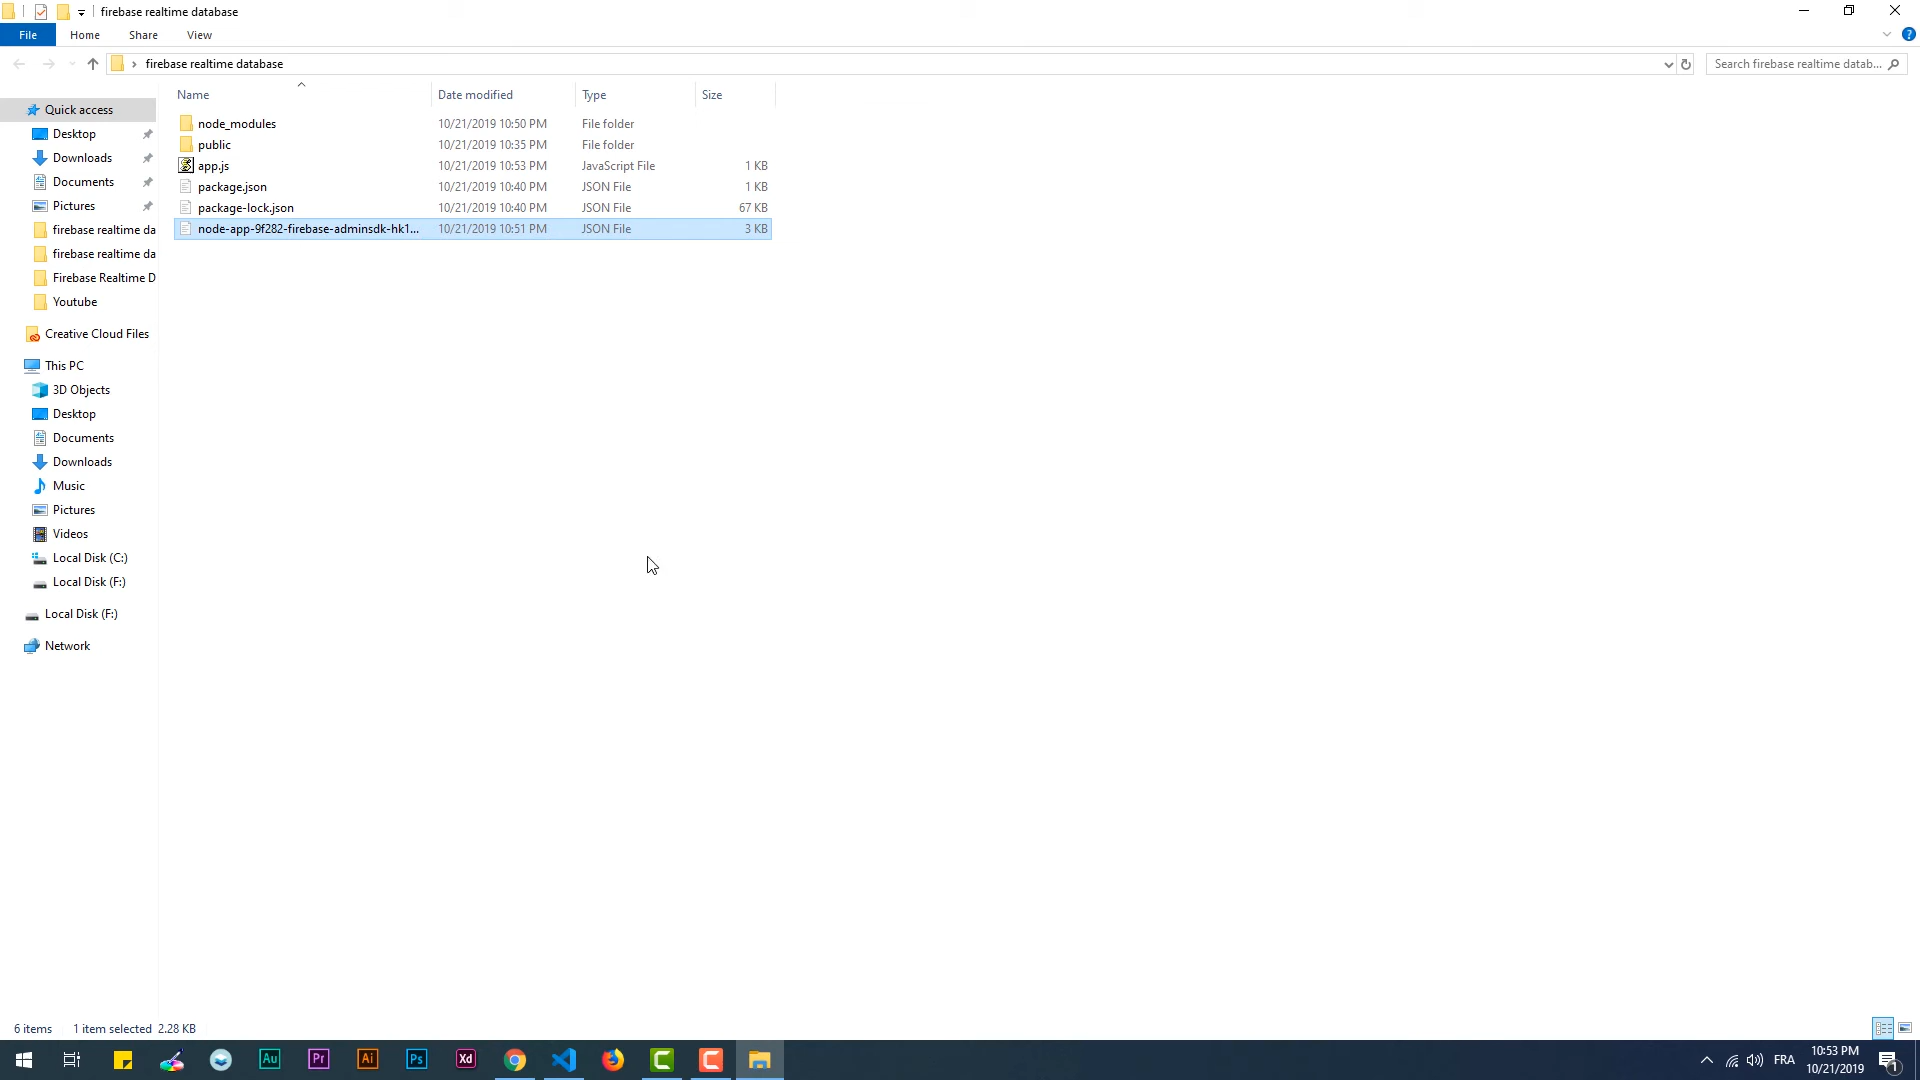 firebase realtime database
File Home Share View
firebase realtime database
Search firebase realtime datab...
Name Date modified Type Size
node_modules 10/21/2019 10:50 PM File folder
public 10/21/2019 10:35 PM File folder
app.js 10/21/2019 10:53 PM JavaScript File 1 KB
package.json 10/21/2019 10:40 PM JSON File 1 KB
package-lock.json 10/21/2019 10:40 PM JSON File 67 KB
node-app-9f282-firebase-adminsdk-hk1... 10/21/2019 10:51 PM JSON File 3 KB
Quick access
Desktop
Downloads
Documents
Pictures
firebase realtime da
firebase realtime da
Firebase Realtime D
Youtube
Creative Cloud Files
This PC
3D Objects
Desktop
Documents
Downloads
Music
Pictures
Videos
Local Disk (C:)
Local Disk (F:)
Local Disk (F:)
Network
6 items 1 item selected 2.28 KB
Au Pr Ai Ps Xd
FRA
10:53 PM
10/21/2019
1